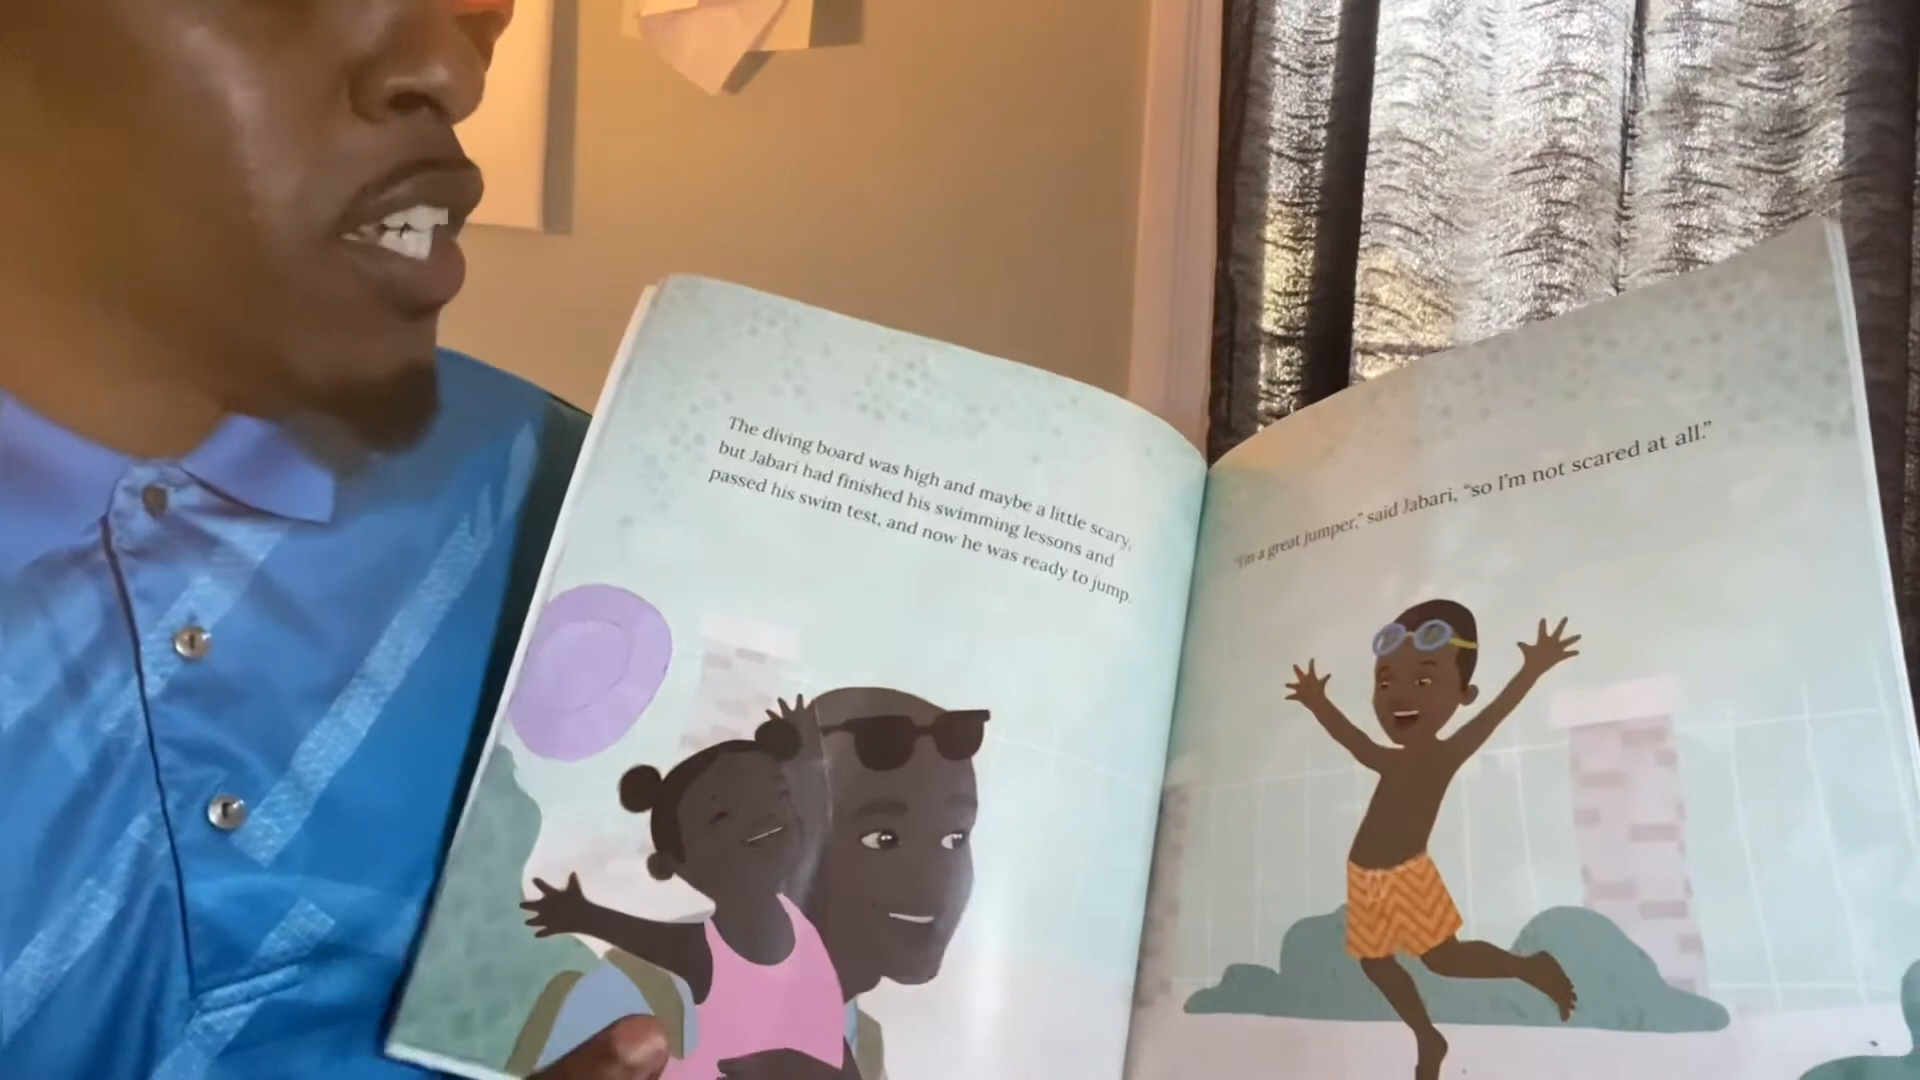 The diving board was high and maybe a little scary,
but Jabari had finished his swimming lessons and
passed his swim test, and now he was ready to jump.
“I’m a great jumper,” said Jabari, “so I’m not scared at all.”